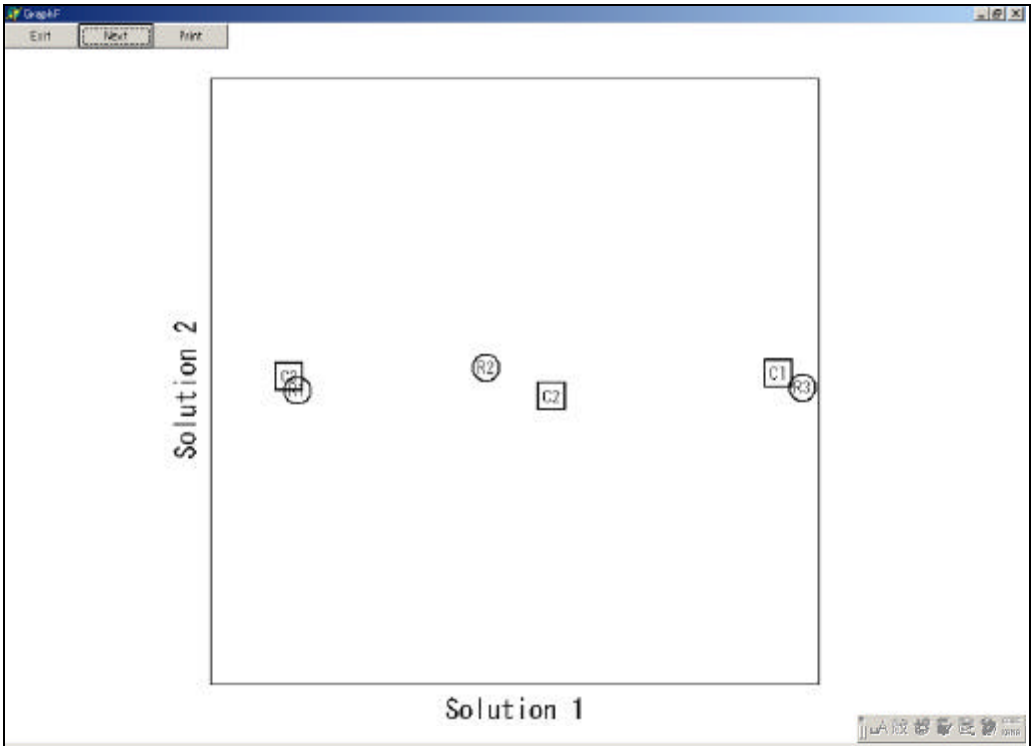 GraphF
Exit Next Print
Solution 2
C3
R1
R2
C2
C1
R3
Solution 1